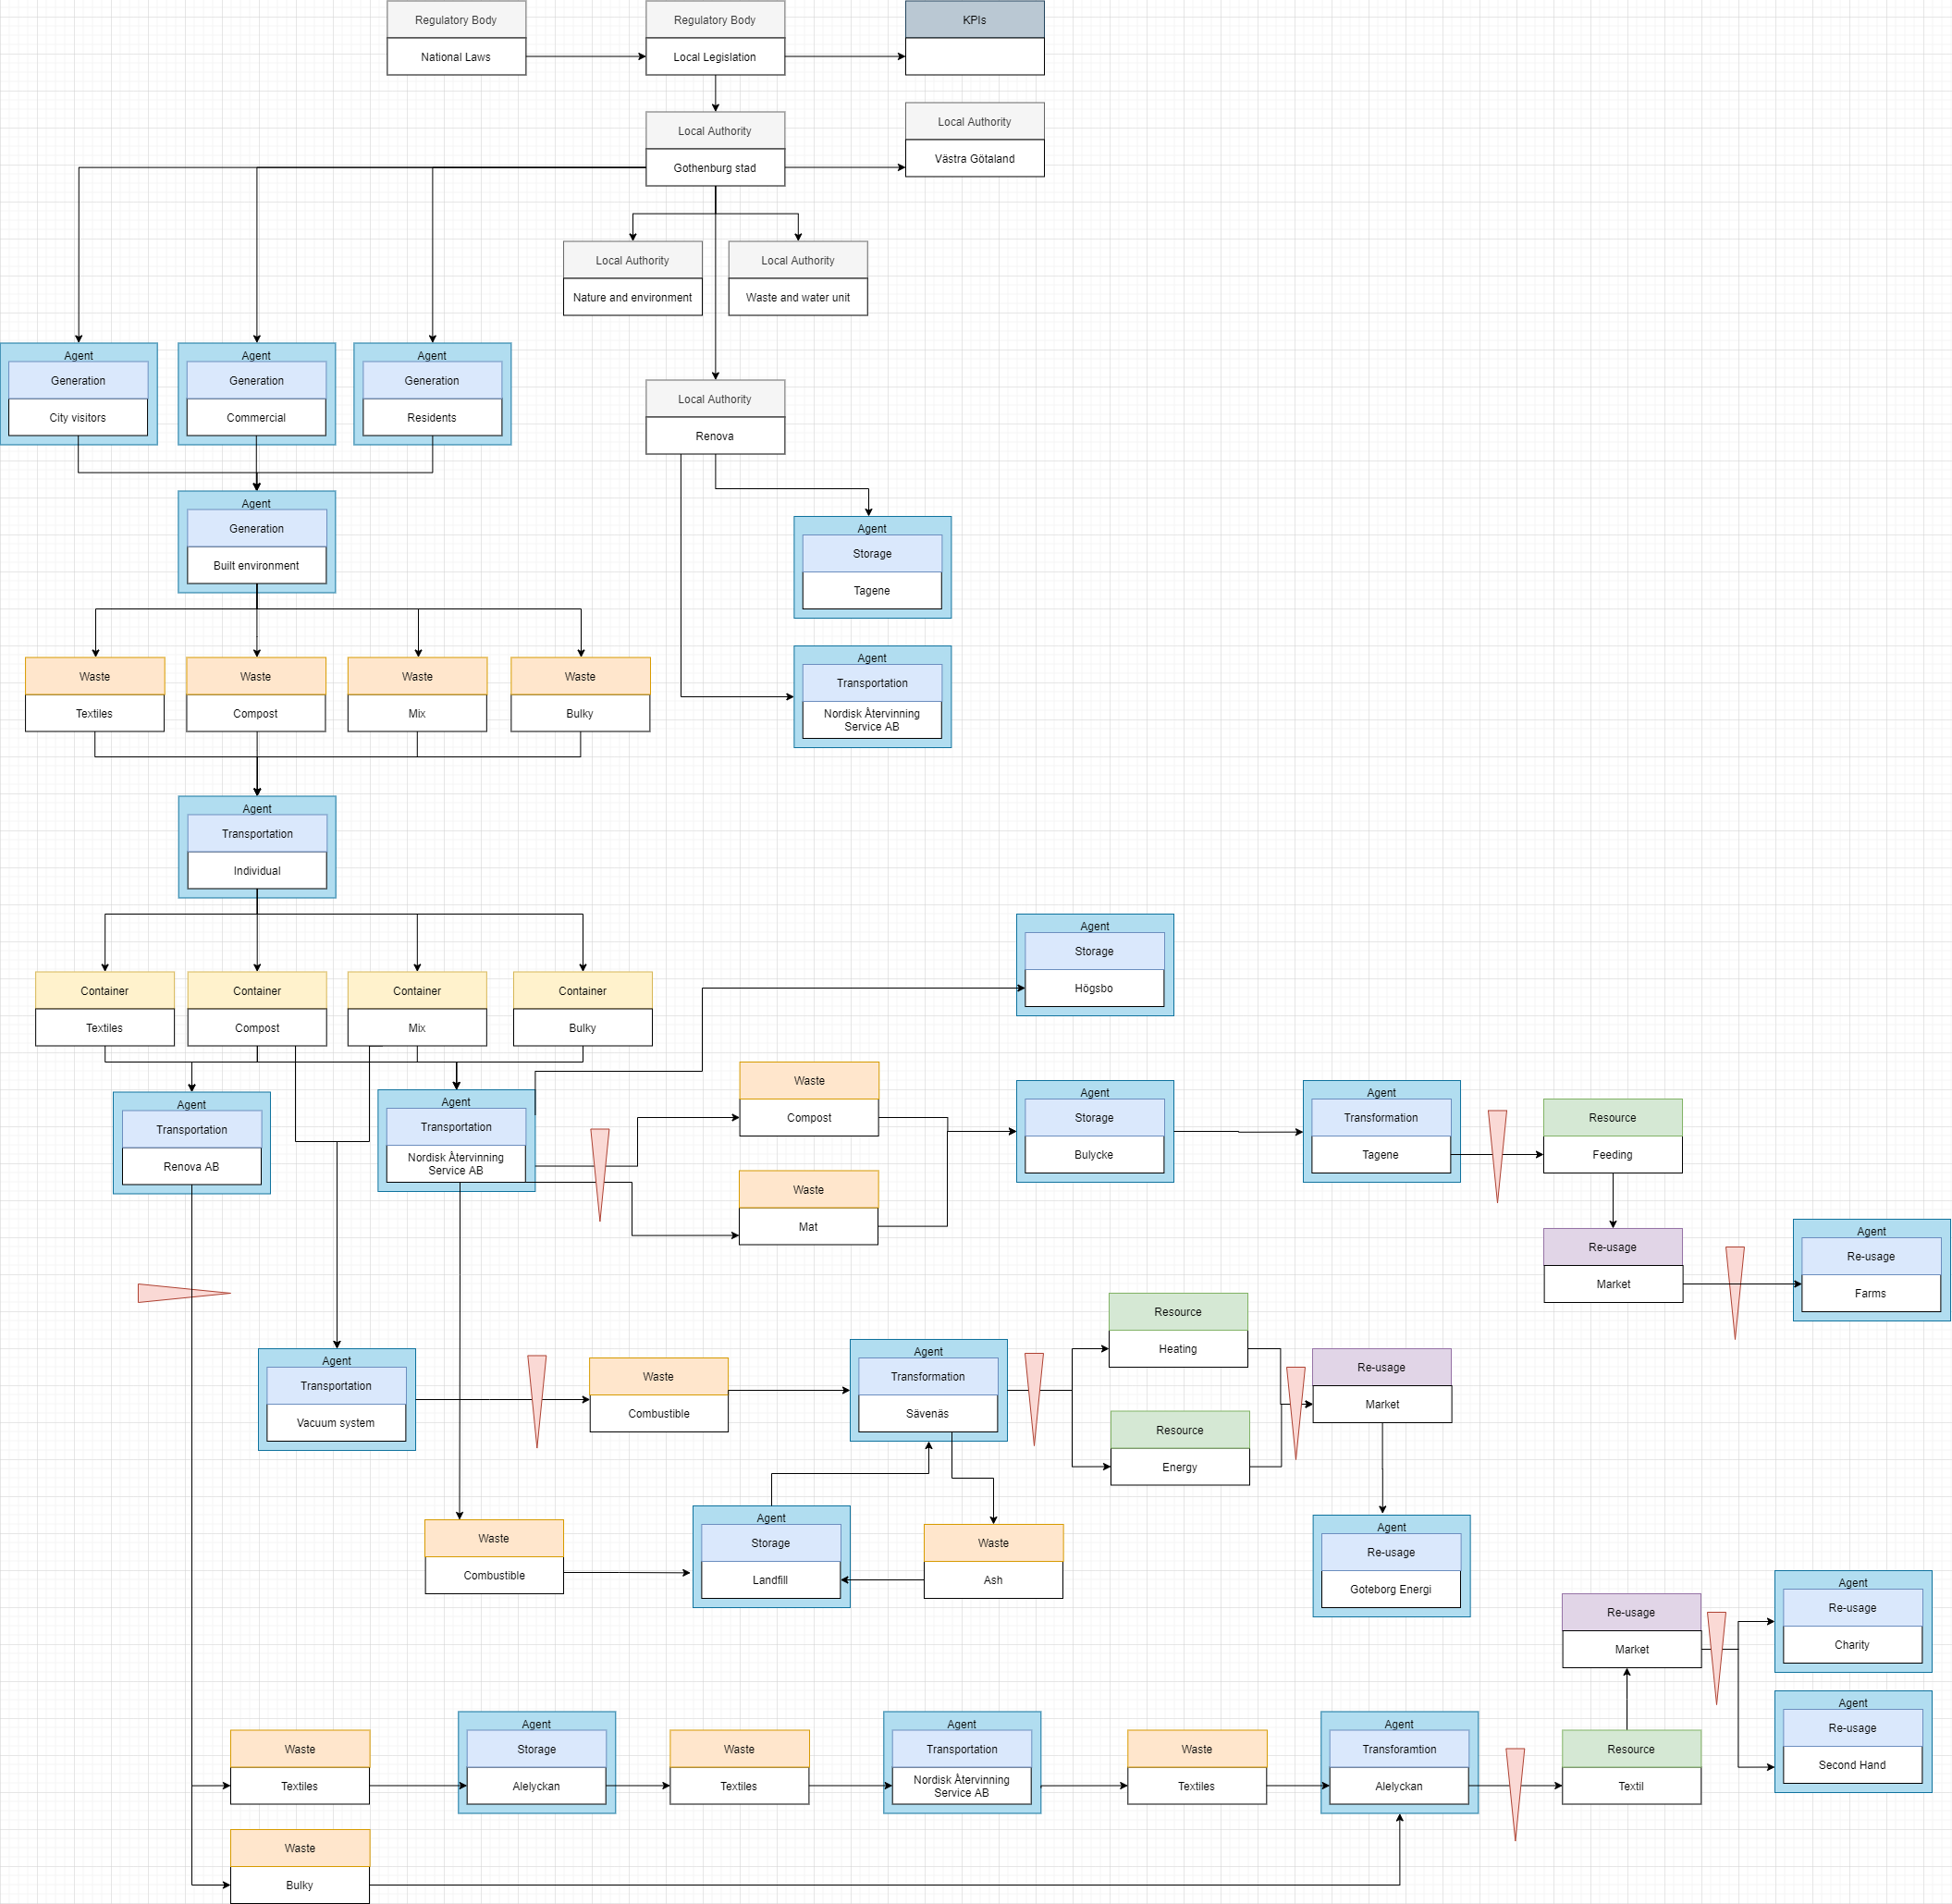 Regulatory Body
National Laws
Regulatory Body
Local Legislation
KPIs
Local Authority
Gothenburg stad
Local Authority
Västra Götaland
Local Authority
Nature and environment
Local Authority
Waste and water unit
Agent
Generation
City visitors
Agent
Generation
Commercial
Agent
Generation
Residents
Local Authority
Renova
Agent
Generation
Built environment
Agent
Storage
Tagene
Waste
Textiles
Waste
Compost
Waste
Mix
Waste
Bulky
Agent
Transportation
Nordisk Återvinning
Service AB
Agent
Transportation
Individual
Agent
Storage
Högsbo
Container
Textiles
Container
Compost
Container
Mix
Container
Bulky
Agent
Transportation
Renova AB
Agent
Transportation
Nordisk Återvinning
Service AB
Waste
Compost
Waste
Mat
Agent
Storage
Bulycke
Agent
Transformation
Tagene
Resource
Feeding
Re-usage
Market
Agent
Re-usage
Farms
Agent
Transportation
Vacuum system
Waste
Combustible
Agent
Transformation
Sävenäs
Resource
Heating
Resource
Energy
Re-usage
Market
Waste
Combustible
Agent
Storage
Landfill
Waste
Ash
Agent
Re-usage
Goteborg Energi
Re-usage
Market
Agent
Re-usage
Charity
Agent
Re-usage
Second Hand
Waste
Textiles
Agent
Storage
Alelyckan
Waste
Textiles
Agent
Transportation
Nordisk Återvinning
Service AB
Waste
Textiles
Agent
Transforamtion
Alelyckan
Resource
Textil
Waste
Bulky